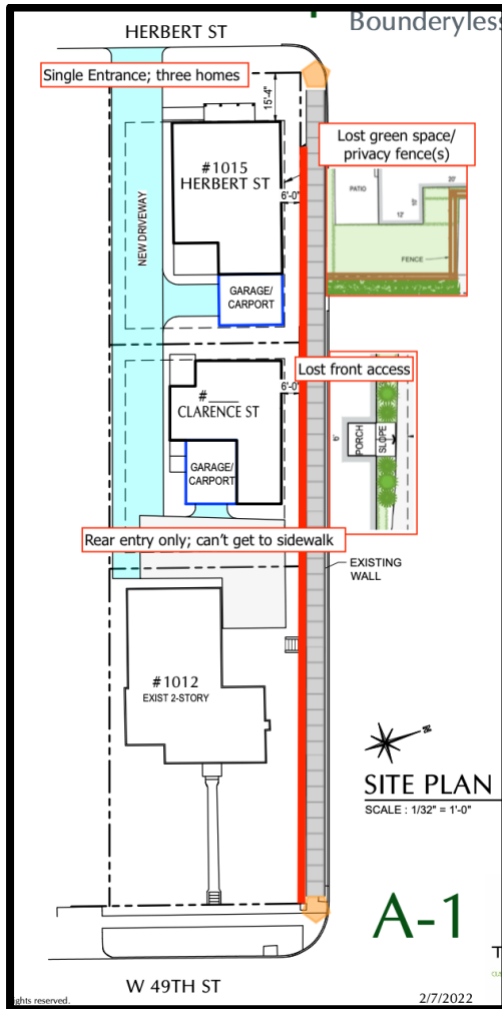 Bounderyless
HERBERT ST
Single Entrance; three homes
15'-4"
#1015
HERBERT ST
6'-0"
NEW DRIVEWAY
GARAGE/
CARPORT
Lost green space/
privacy fence(s)
PATIO
20'
12'
FENCE
Lost front access
6'-0"
#____
CLARENCE ST
GARAGE/
CARPORT
6'
PORCH
SLOPE
Rear entry only; can't get to sidewalk
EXISTING
WALL
#1012
EXIST 2-STORY
SITE PLAN
SCALE : 1/32" = 1'-0"
A-1
W 49TH ST
ghts reserved.
2/7/2022